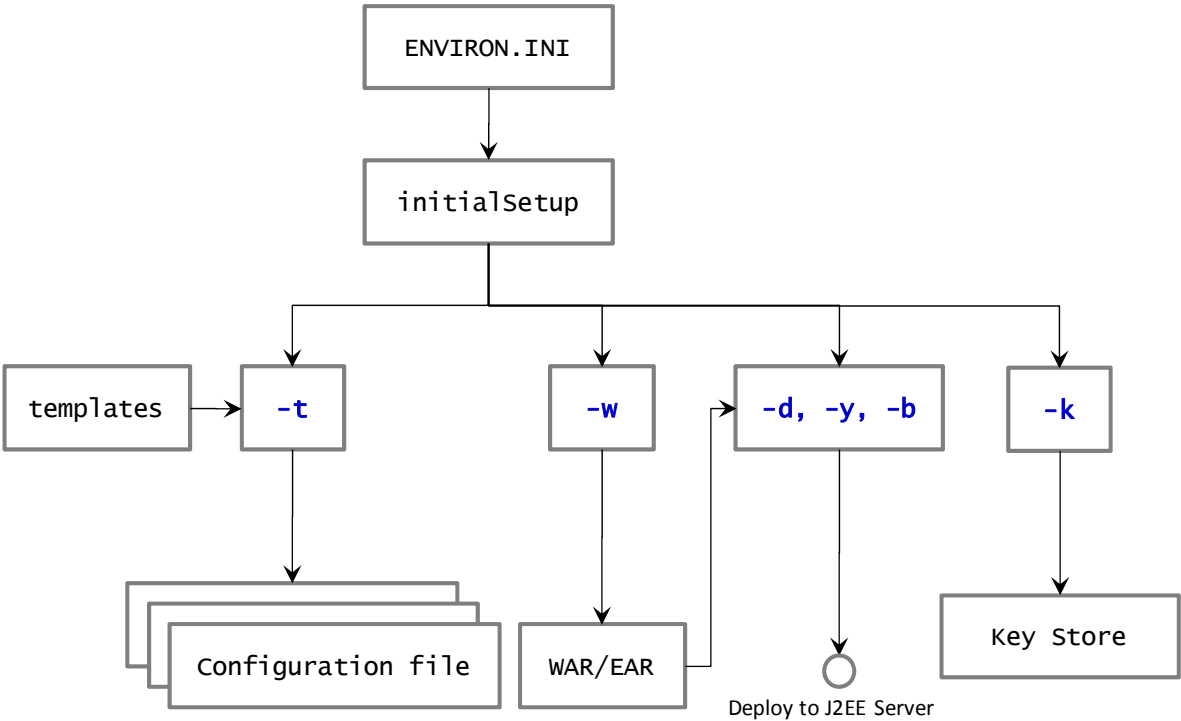 ENVIRON.INI
initialSetup
templates
-t
-w
-d, -y, -b
-k
Configuration file
WAR/EAR
Key Store
Deploy to J2EE Server